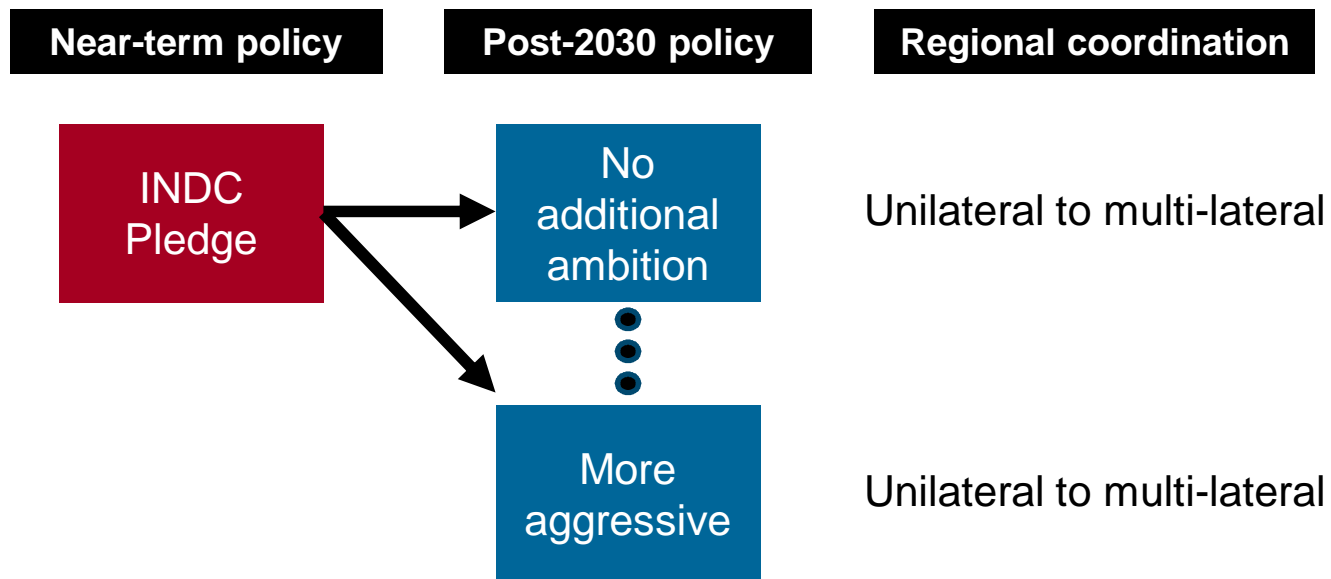 Near-term policy
Post-2030 policy
Regional coordination
INDC
Pledge
No
additional
ambition
Unilateral to multi-lateral
More
aggressive
Unilateral to multi-lateral